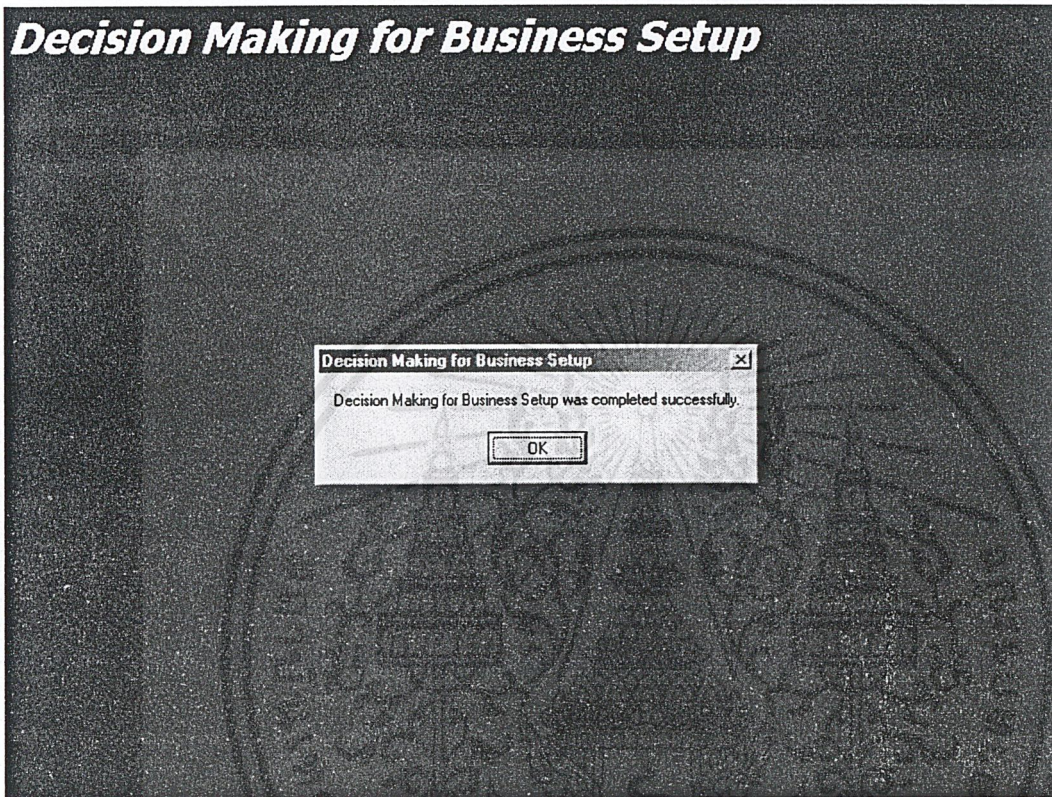 Decision Making for Business Setup
Decision Making for Business Setup
Decision Making for Business Setup was completed successfully.
OK